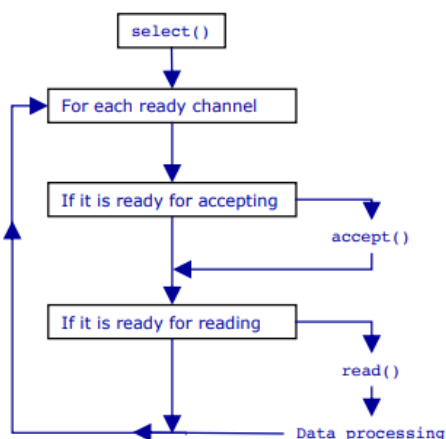 select()
For each ready channel
If it is ready for accepting
accept()
If it is ready for reading
read()
Data processing